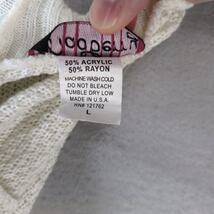 50% ACRYLIC
50% RAYON
MACHINE WASH COLD
DO NOT BLEACH
TUMBLE DRY LOW
MADE IN U.S.A.
RN# 121762
L